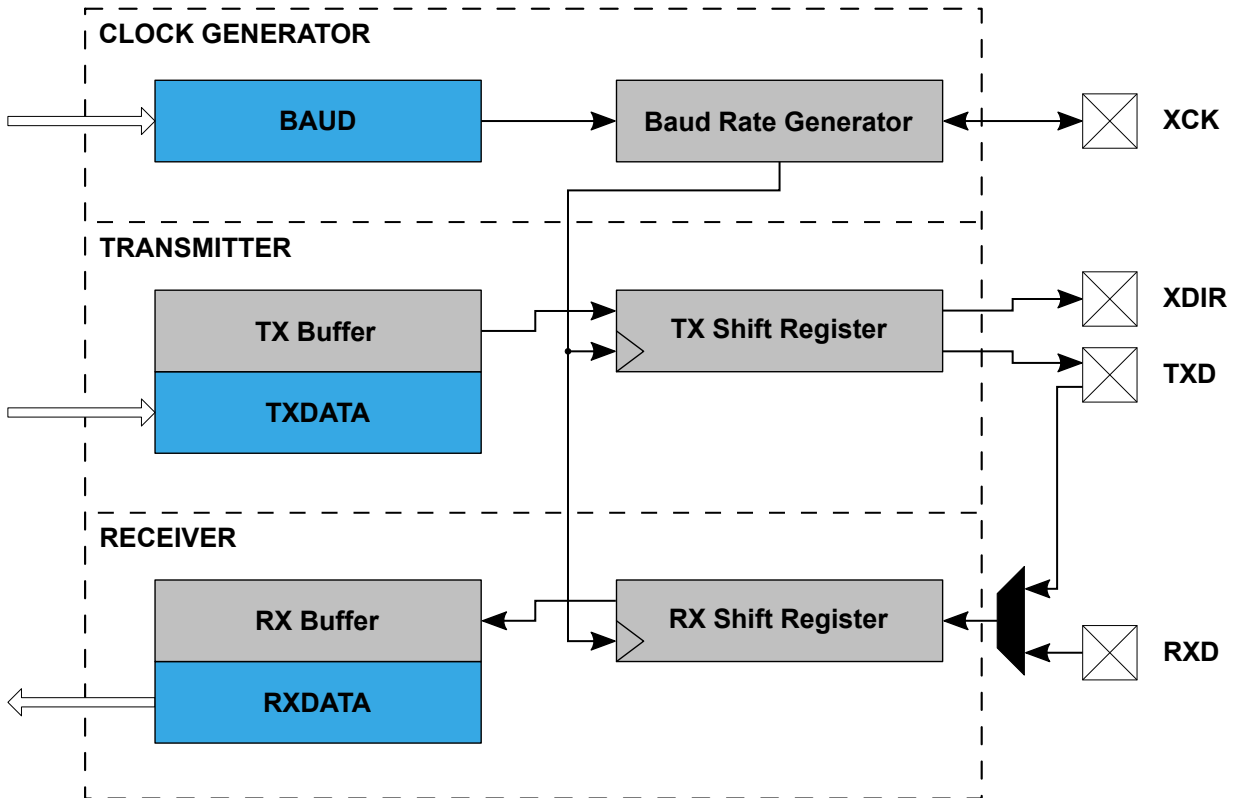 CLOCK GENERATOR
BAUD
Baud Rate Generator
XCK
TRANSMITTER
TX Buffer
TX Shift Register
XDIR
TXD
TXDATA
RECEIVER
RX Buffer
RX Shift Register
RXD
RXDATA